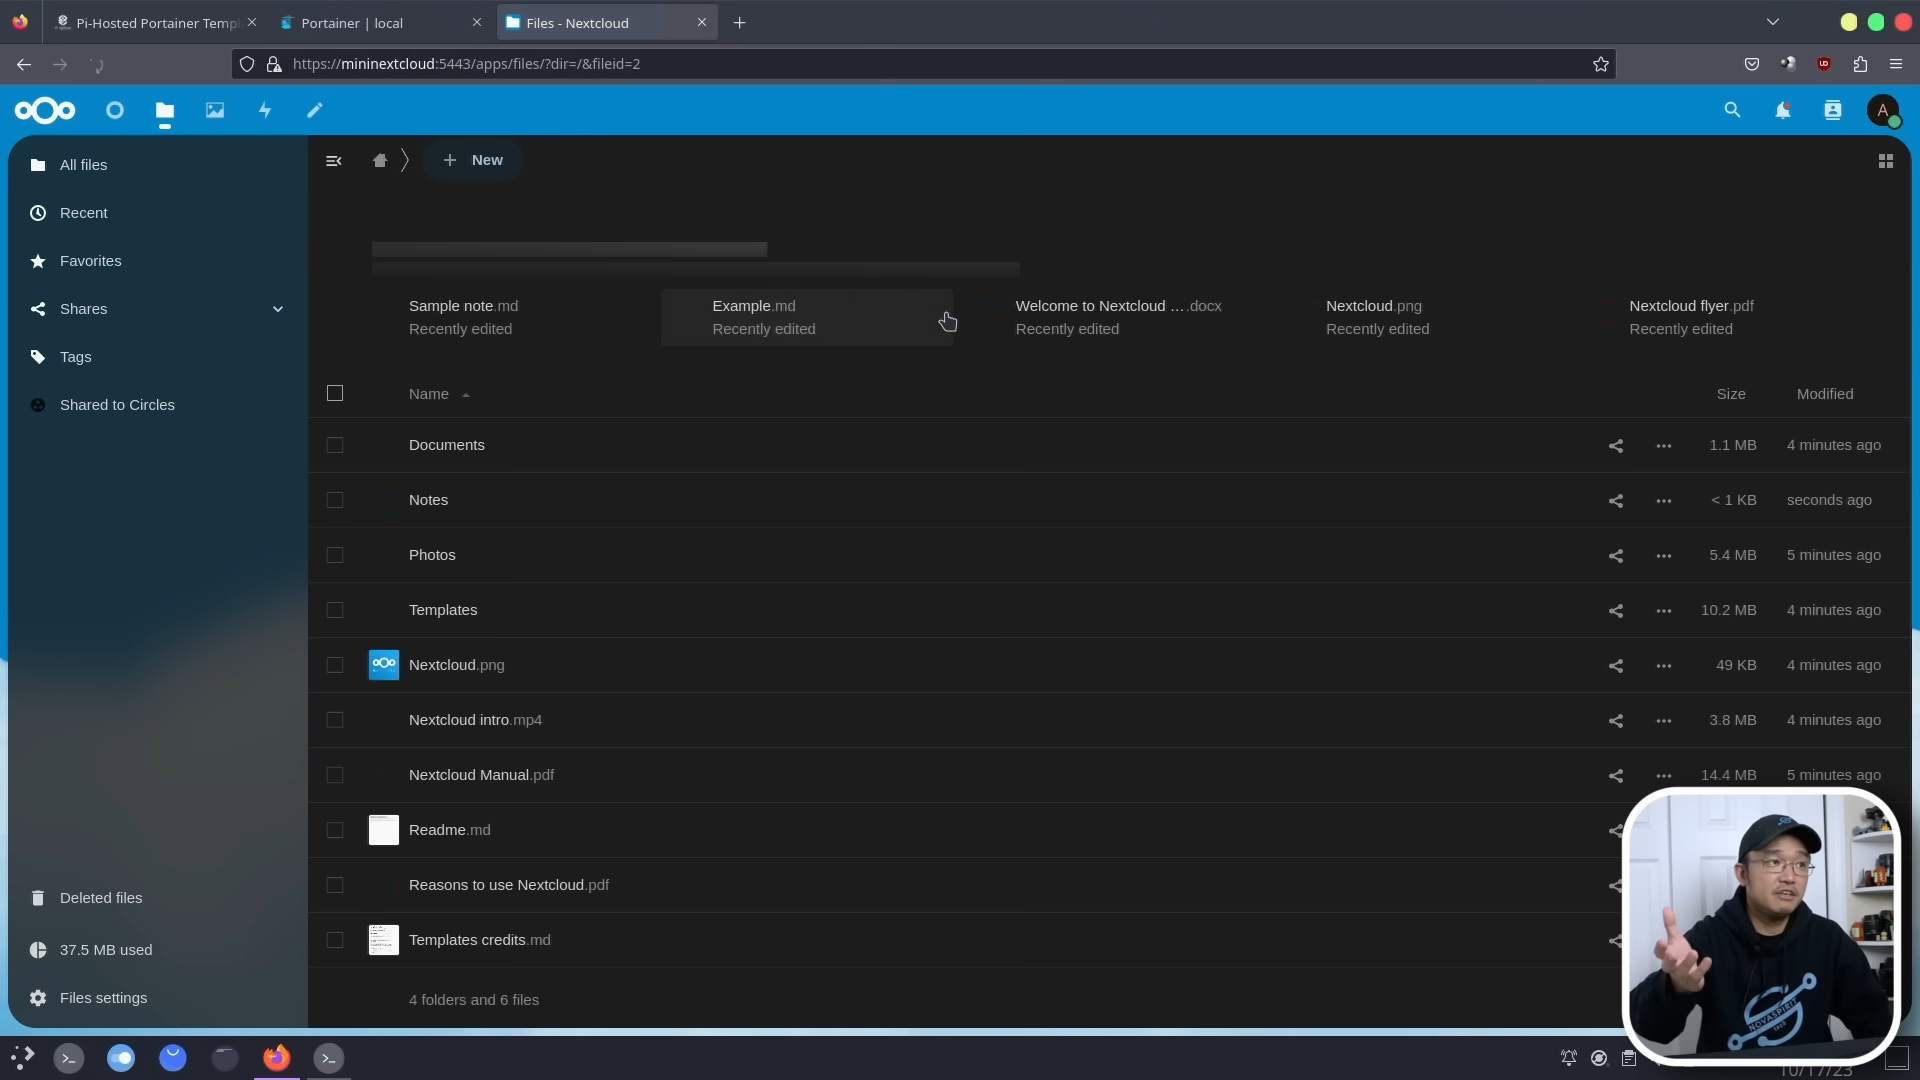 Pi-Hosted Portainer Temp
Portainer | local
Files - Nextcloud
https://mininextcloud:5443/apps/files/?dir=/&fileid=2
A
All files
Recent
Favorites
Shares
Tags
Shared to Circles
New
Sample note.md
Recently edited
Example.md
Recently edited
Welcome to Nextcloud ... .docx
Recently edited
Nextcloud.png
Recently edited
Nextcloud flyer.pdf
Recently edited
Name
Size
Modified
Documents
1.1 MB
4 minutes ago
Notes
< 1 KB
seconds ago
Photos
5.4 MB
5 minutes ago
Templates
10.2 MB
4 minutes ago
Nextcloud.png
49 KB
4 minutes ago
Nextcloud intro.mp4
3.8 MB
4 minutes ago
Nextcloud Manual.pdf
14.4 MB
5 minutes ago
Readme.md
Reasons to use Nextcloud.pdf
Templates credits.md
4 folders and 6 files
Deleted files
37.5 MB used
Files settings
NOVASPIRIT
10/17/23